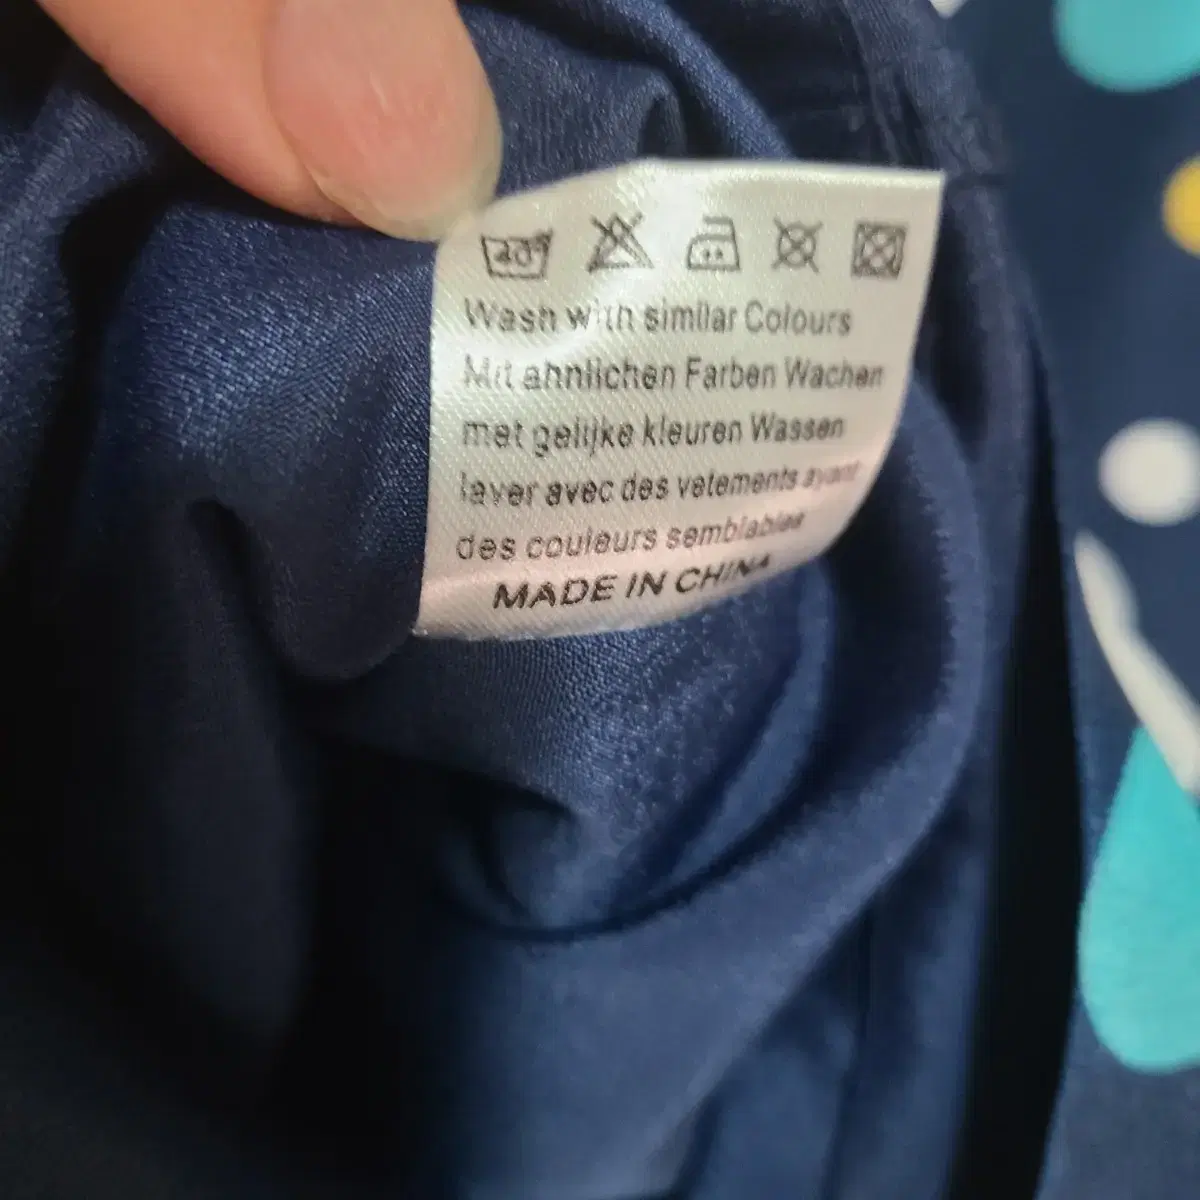 40°
Wash with similar Colours
Mit ahnlichen Farben Wachen
met gelijke kleuren Wassen
laver avec des vetements ayant
des couleurs semblables
MADE IN CHINA